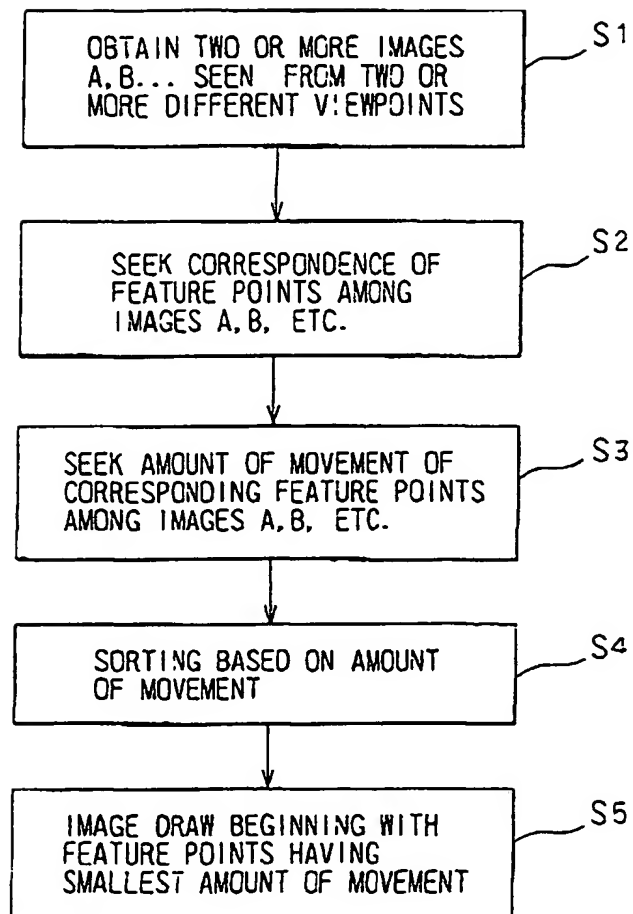 OBTAIN TWO OR MORE IMAGES
A,B... SEEN FROM TWO OR
MORE DIFFERENT VIEWPOINTS
S1
SEEK CORRESPONDENCE OF
FEATURE POINTS AMONG
IMAGES A,B, ETC.
S2
SEEK AMOUNT OF MOVEMENT OF
CORRESPONDING FEATURE POINTS
AMONG IMAGES A,B, ETC.
S3
SORTING BASED ON AMOUNT
OF MOVEMENT
S4
IMAGE DRAW BEGINNING WITH
FEATURE POINTS HAVING
SMALLEST AMOUNT OF MOVEMENT
S5